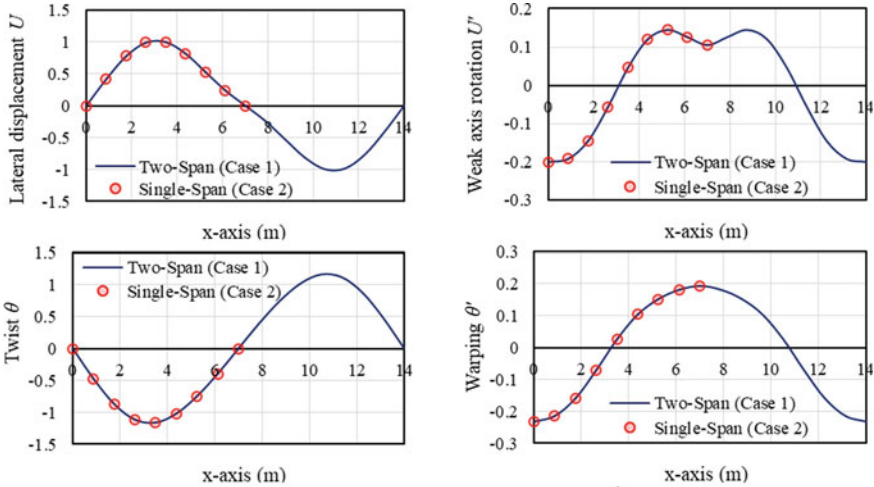 Lateral displacement U
1.5
1
0.5
0
-0.5
-1
-1.5
0 2 4 6 8 10 12 14
Two-Span (Case 1)
Single-Span (Case 2)
x-axis (m)
Weak axis rotation U'
0.2
0.1
0
-0.1
-0.2
-0.3
0 2 4 6 8 10 12 14
Two-Span (Case 1)
Single-Span (Case 2)
x-axis (m)
Twist θ
1.5
1
0.5
0
-0.5
-1
-1.5
Two-Span (Case 1)
Single-Span (Case 2)
0 2 4 6 8 10 12 14
x-axis (m)
Warping θ'
0.3
0.2
0.1
0
-0.1
-0.2
-0.3
0 2 4 6 8 10 12 14
Two-Span (Case 1)
Single-Span (Case 2)
x-axis (m)